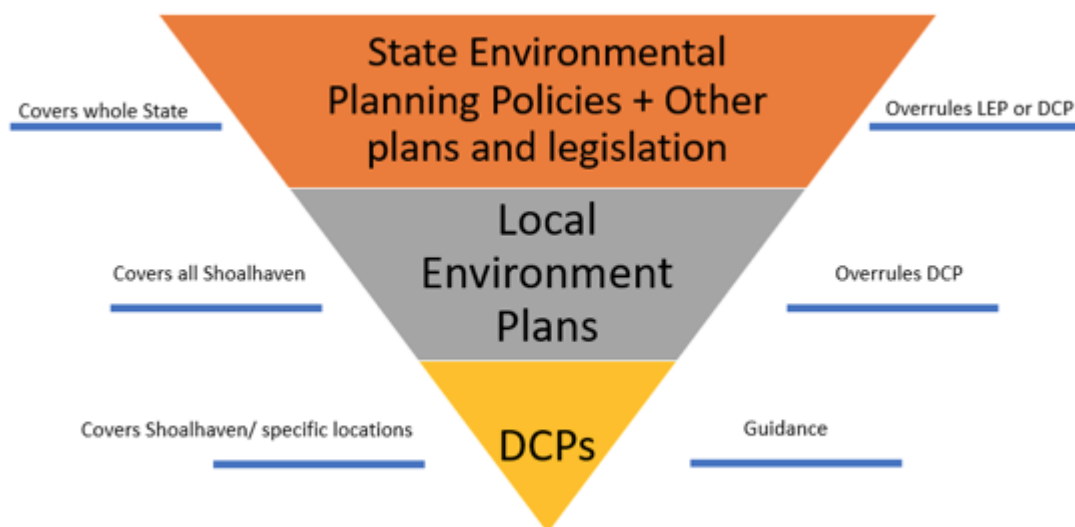 State Environmental
Planning Policies + Other
plans and legislation
Covers whole State
Overrules LEP or DCP
Local
Environment
Plans
Covers all Shoalhaven
Overrules DCP
Covers Shoalhaven/ specific locations
DCPs
Guidance